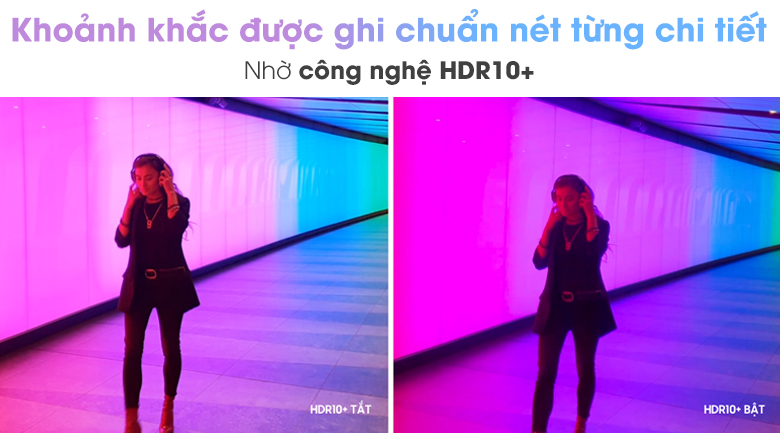 Khoảnh khắc được ghi chuẩn nét từng chi tiết
Nhờ công nghệ HDR10+
HDR10+ TẮT
HDR10+ BẬT